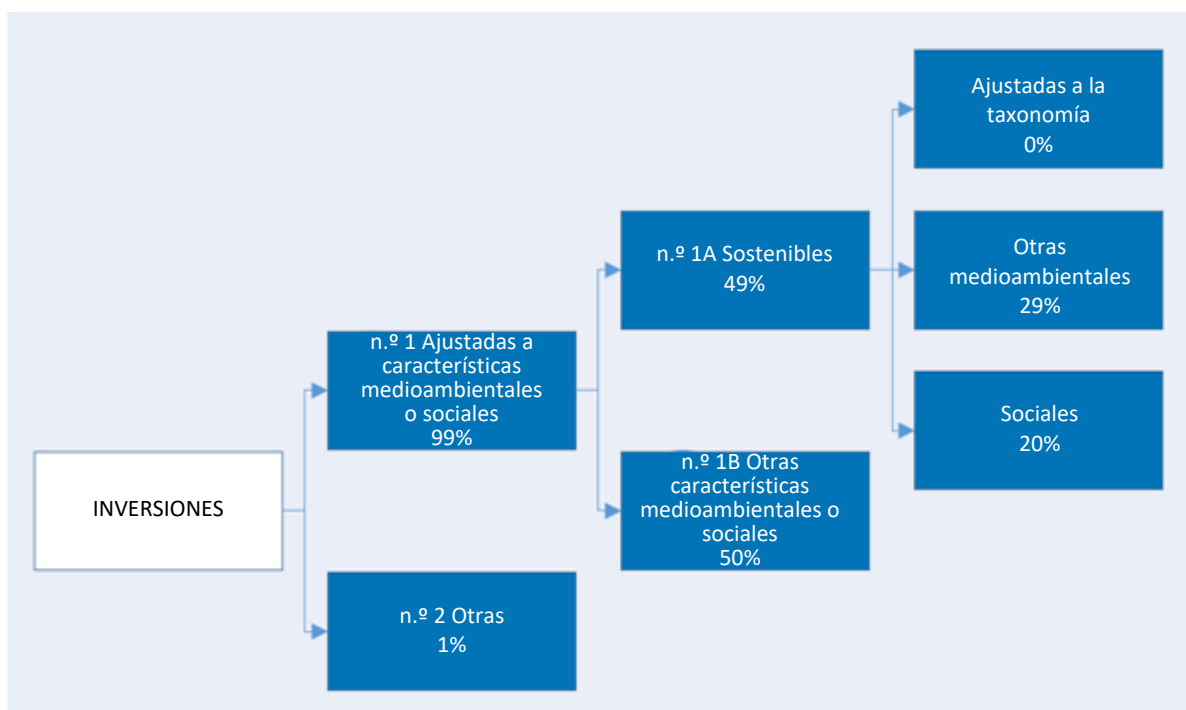 INVERSIONES
n.º 1 Ajustadas a
características
medioambientales
o sociales
99%
n.º 2 Otras
1%
n.º 1A Sostenibles
49%
n.º 1B Otras
características
medioambientales o
sociales
50%
Ajustadas a la
taxonomía
0%
Otras
medioambientales
29%
Sociales
20%